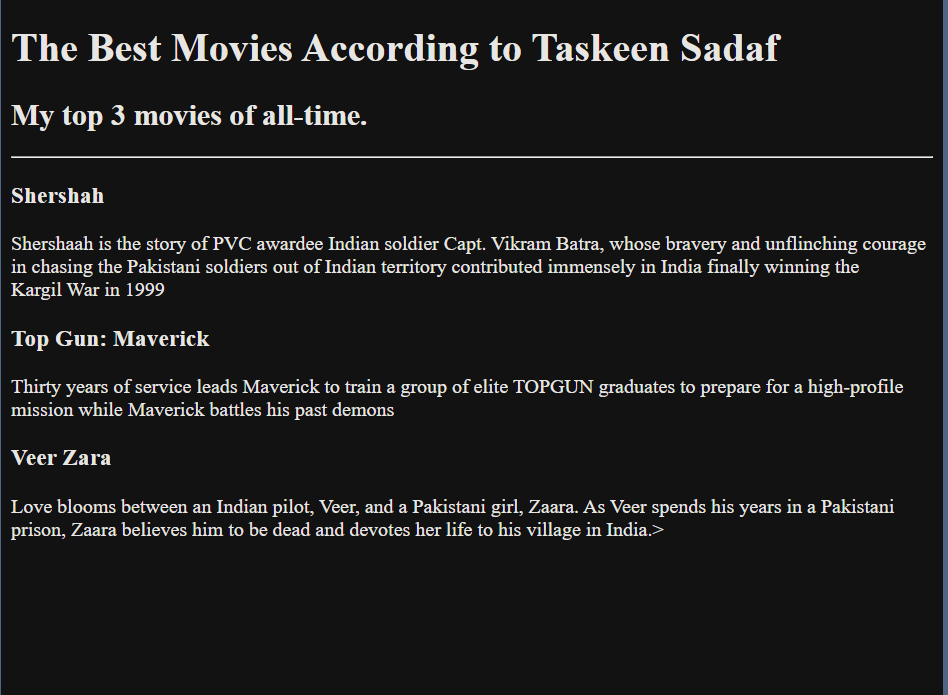 The Best Movies According to Taskeen Sadaf
My top 3 movies of all-time.
Shershah
Shershaah is the story of PVC awardee Indian soldier Capt. Vikram Batra, whose bravery and unflinching courage
in chasing the Pakistani soldiers out of Indian territory contributed immensely in India finally winning the
Kargil War in 1999
Top Gun: Maverick
Thirty years of service leads Maverick to train a group of elite TOPGUN graduates to prepare for a high-profile
mission while Maverick battles his past demons
Veer Zara
Love blooms between an Indian pilot, Veer, and a Pakistani girl, Zaara. As Veer spends his years in a Pakistani
prison, Zaara believes him to be dead and devotes her life to his village in India.>